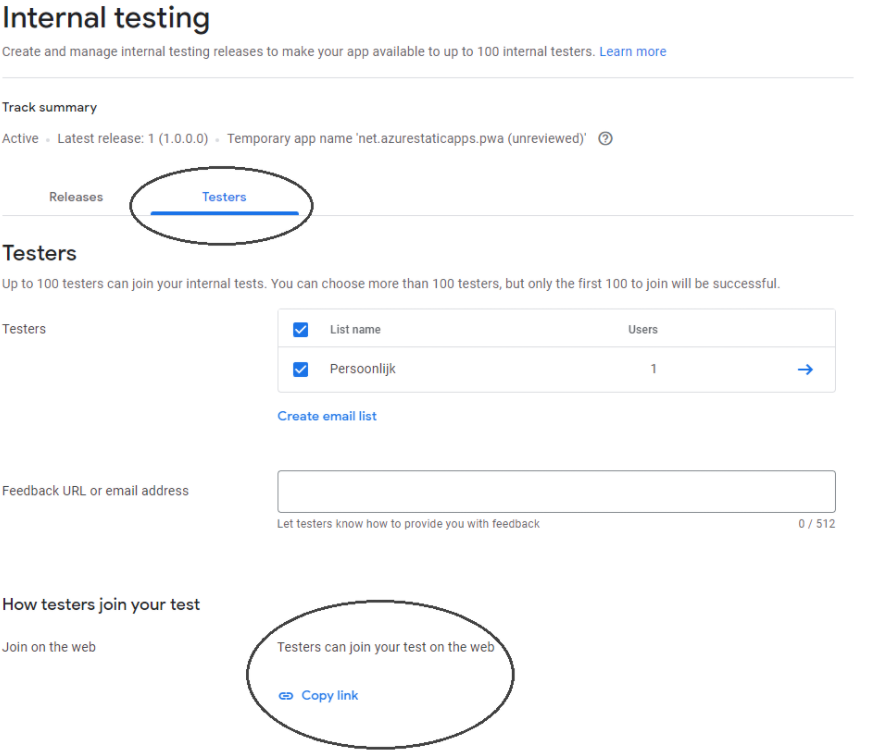 Internal testing
Create and manage internal testing releases to make your app available to up to 100 internal testers. Learn more
Track summary
Active • Latest release: 1 (1.0.0.0) • Temporary app name 'net.azurestaticapps.pwa (unreviewed)' ?
Releases Testers
Testers
Up to 100 testers can join your internal tests. You can choose more than 100 testers, but only the first 100 to join will be successful.
Testers List name Users
Persoonlijk 1
Create email list
Feedback URL or email address
Let testers know how to provide you with feedback 0 / 512
How testers join your test
Join on the web Testers can join your test on the web
Copy link